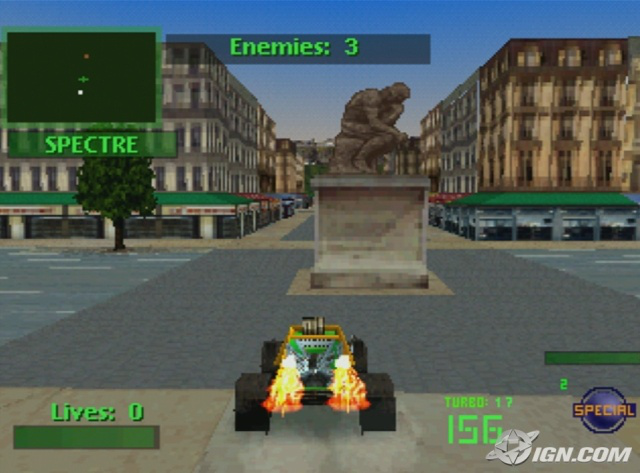 Enemies: 3
SPECTRE
Lives: 0
TURBO: 17
156
2
SPECIAL
IGN.COM